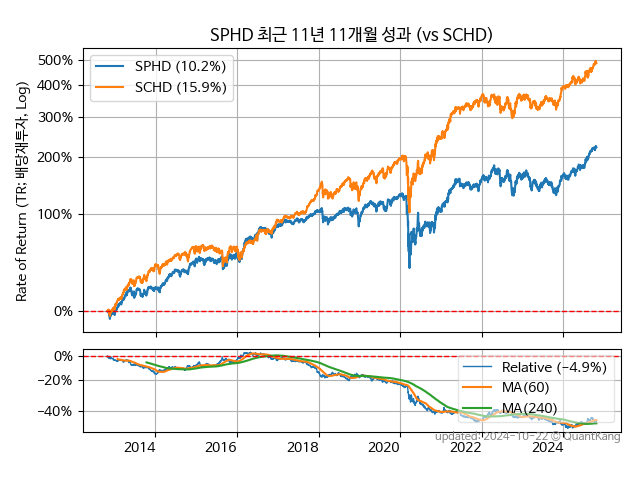 SPHD 최근 11년 11개월 성과 (vs SCHD)
Rate of Return (TR: 배당재투자, Log)
500%
400%
300%
200%
100%
0%
SPHD (10.2%)
SCHD (15.9%)
0%
−20%
−40%
Relative (−4.9%)
MA(60)
MA(240)
2014 2016 2018 2020 2022 2024
updated: 2024-10-22 © QuantKang